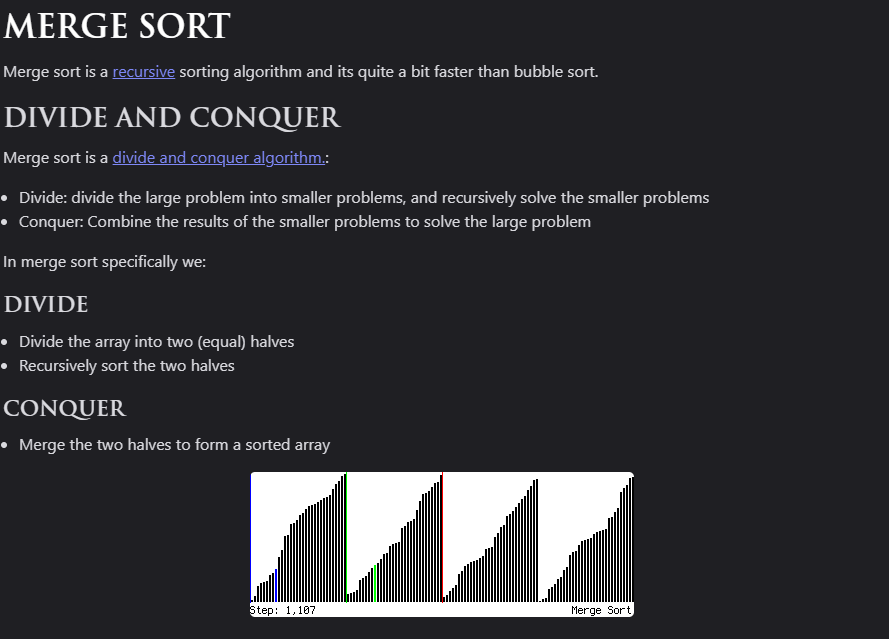 MERGE SORT
Merge sort is a recursive sorting algorithm and its quite a bit faster than bubble sort.
DIVIDE AND CONQUER
Merge sort is a divide and conquer algorithm.:
• Divide: divide the large problem into smaller problems, and recursively solve the smaller problems
• Conquer: Combine the results of the smaller problems to solve the large problem
In merge sort specifically we:
DIVIDE
• Divide the array into two (equal) halves
• Recursively sort the two halves
CONQUER
• Merge the two halves to form a sorted array
Step: 1,107 Merge Sort